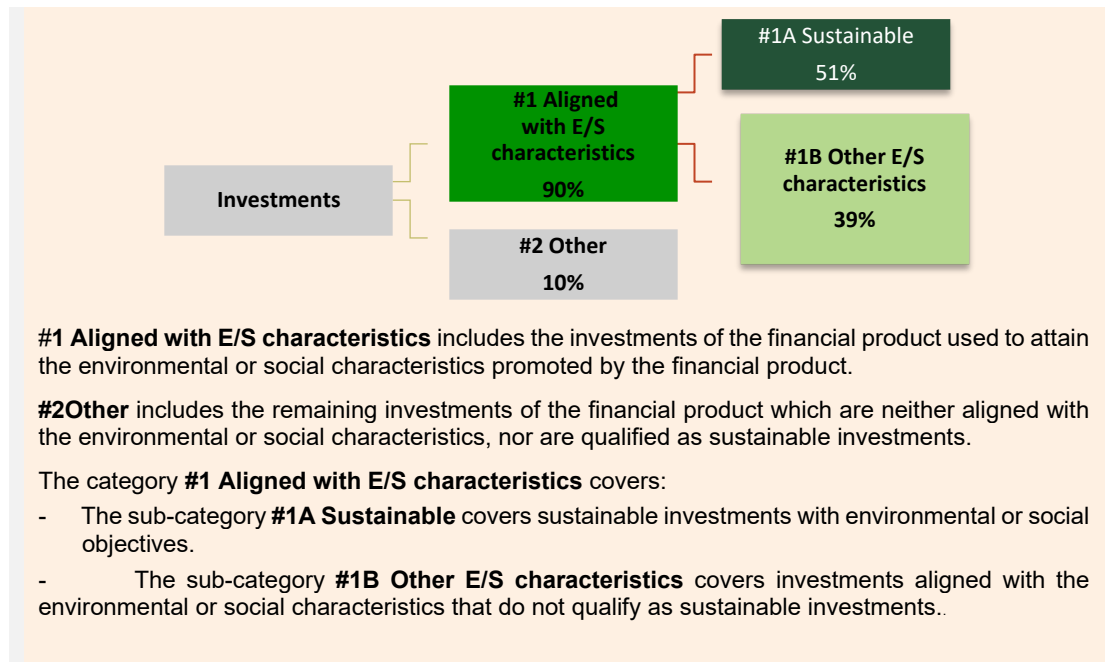 #1A Sustainable
51%
#1 Aligned
with E/S
characteristics
90%
#1B Other E/S
characteristics
39%
Investments
#2 Other
10%
#1 Aligned with E/S characteristics includes the investments of the financial product used to attain
the environmental or social characteristics promoted by the financial product.
#2Other includes the remaining investments of the financial product which are neither aligned with
the environmental or social characteristics, nor are qualified as sustainable investments.
The category #1 Aligned with E/S characteristics covers:
- The sub-category #1A Sustainable covers sustainable investments with environmental or social
objectives.
- The sub-category #1B Other E/S characteristics covers investments aligned with the
environmental or social characteristics that do not qualify as sustainable investments..